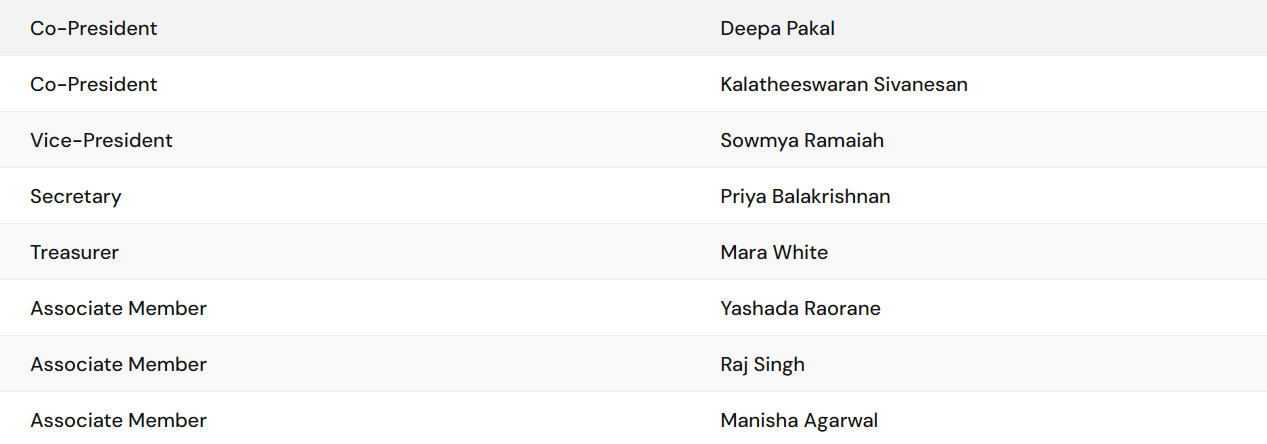 Co-President Deepa Pakal
Co-President Kalatheeswaran Sivanesan
Vice-President Sowmya Ramaiah
Secretary Priya Balakrishnan
Treasurer Mara White
Associate Member Yashada Raorane
Associate Member Raj Singh
Associate Member Manisha Agarwal